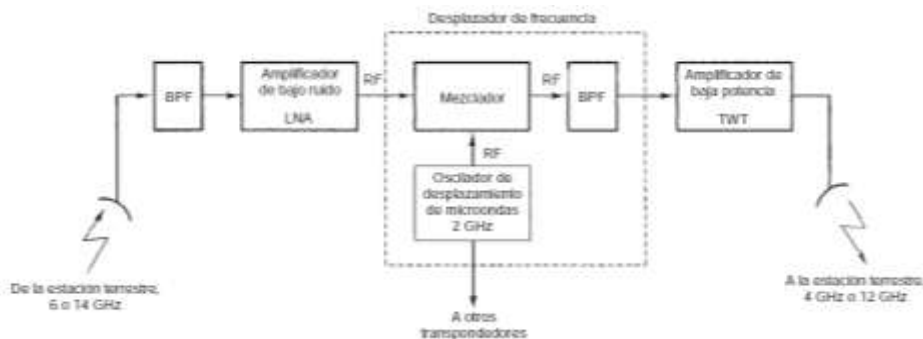 Desplazador de frecuencia
BPF
Amplificador
de bajo ruido
LNA
RF
Mezclador
RF
BPF
Amplificador de
baja potencia
TWT
RF
Oscilador de
desplazamiento
de microondas
2 GHz
De la estación terrestre,
6 o 14 GHz
A otros
transpondedores
A la estación terrestre
4 GHz o 12 GHz